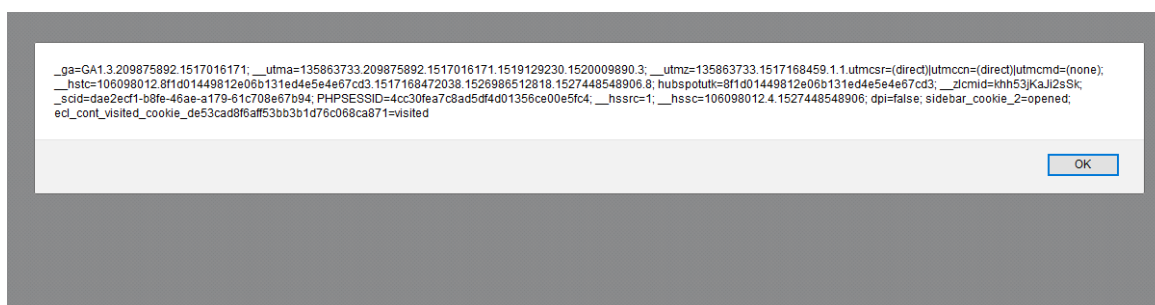 _ga=GA1.3.209875892.1517016171; __utma=135863733.209875892.1517016171.1519129230.1520009890.3; __utmz=135863733.1517168459.1.1.utmcsr=(direct)|utmccn=(direct)|utmcmd=(none);
__hstc=106098012.8f1d01449812e06b131ed4e5e4e67cd3.1517168472038.1526986512818.1527448548906.8; hubspotutk=8f1d01449812e06b131ed4e5e4e67cd3; __zlcmid=khh53jKaJi2sSk;
_scid=dae2ecf1-b8fe-46ae-a179-61c708e67b94; PHPSESSID=4cc30fea7c8ad5df4d01356ce00e5fc4; __hssrc=1; __hssc=106098012.4.1527448548906; dpi=false; sidebar_cookie_2=opened;
ecl_cont_visited_cookie_de53cad8f6aff53bb3b1d76c068ca871=visited
OK